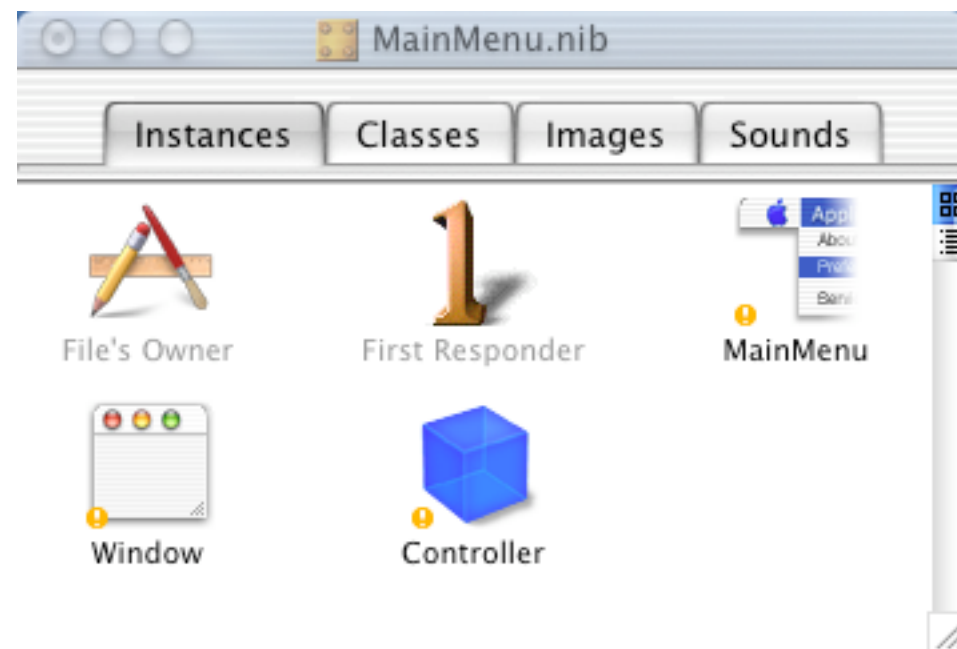 MainMenu.nib
Instances Classes Images Sounds
File's Owner First Responder MainMenu
Window Controller